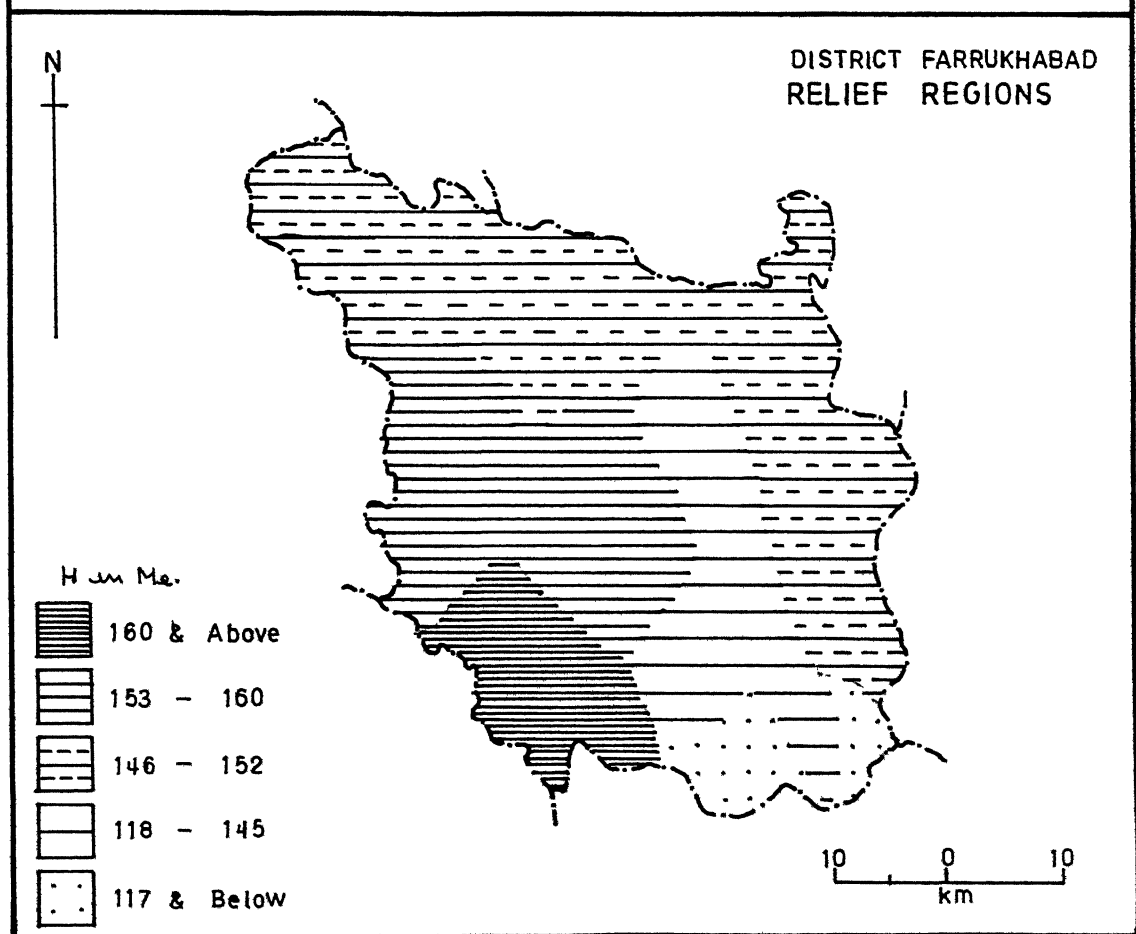 N
DISTRICT FARRUKHABAD
RELIEF REGIONS
H in Me.
160 & Above
153 - 160
146 - 152
118 - 145
117 & Below
10 0 10
km